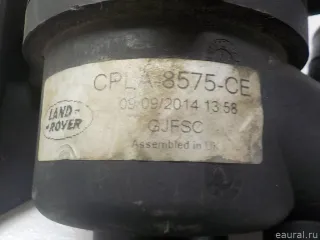 CPLA-8575-CE
09/09/2014 13:58
LAND
ROVER
GJFSC
Assembled in UK
eaural.ru